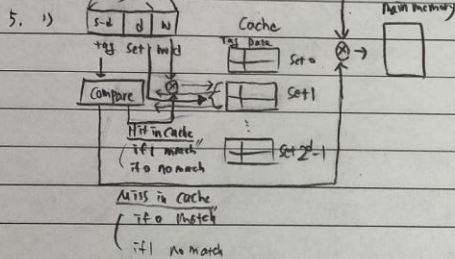 5. 1)
s-d d w
Cache
Main memory
Tag set word
Tag Data
set 0
Compare
set 1
Hit in cache
if 1 match
if 0 no match
set 2^d-1
Miss in cache
if 0 match
if 1 no match